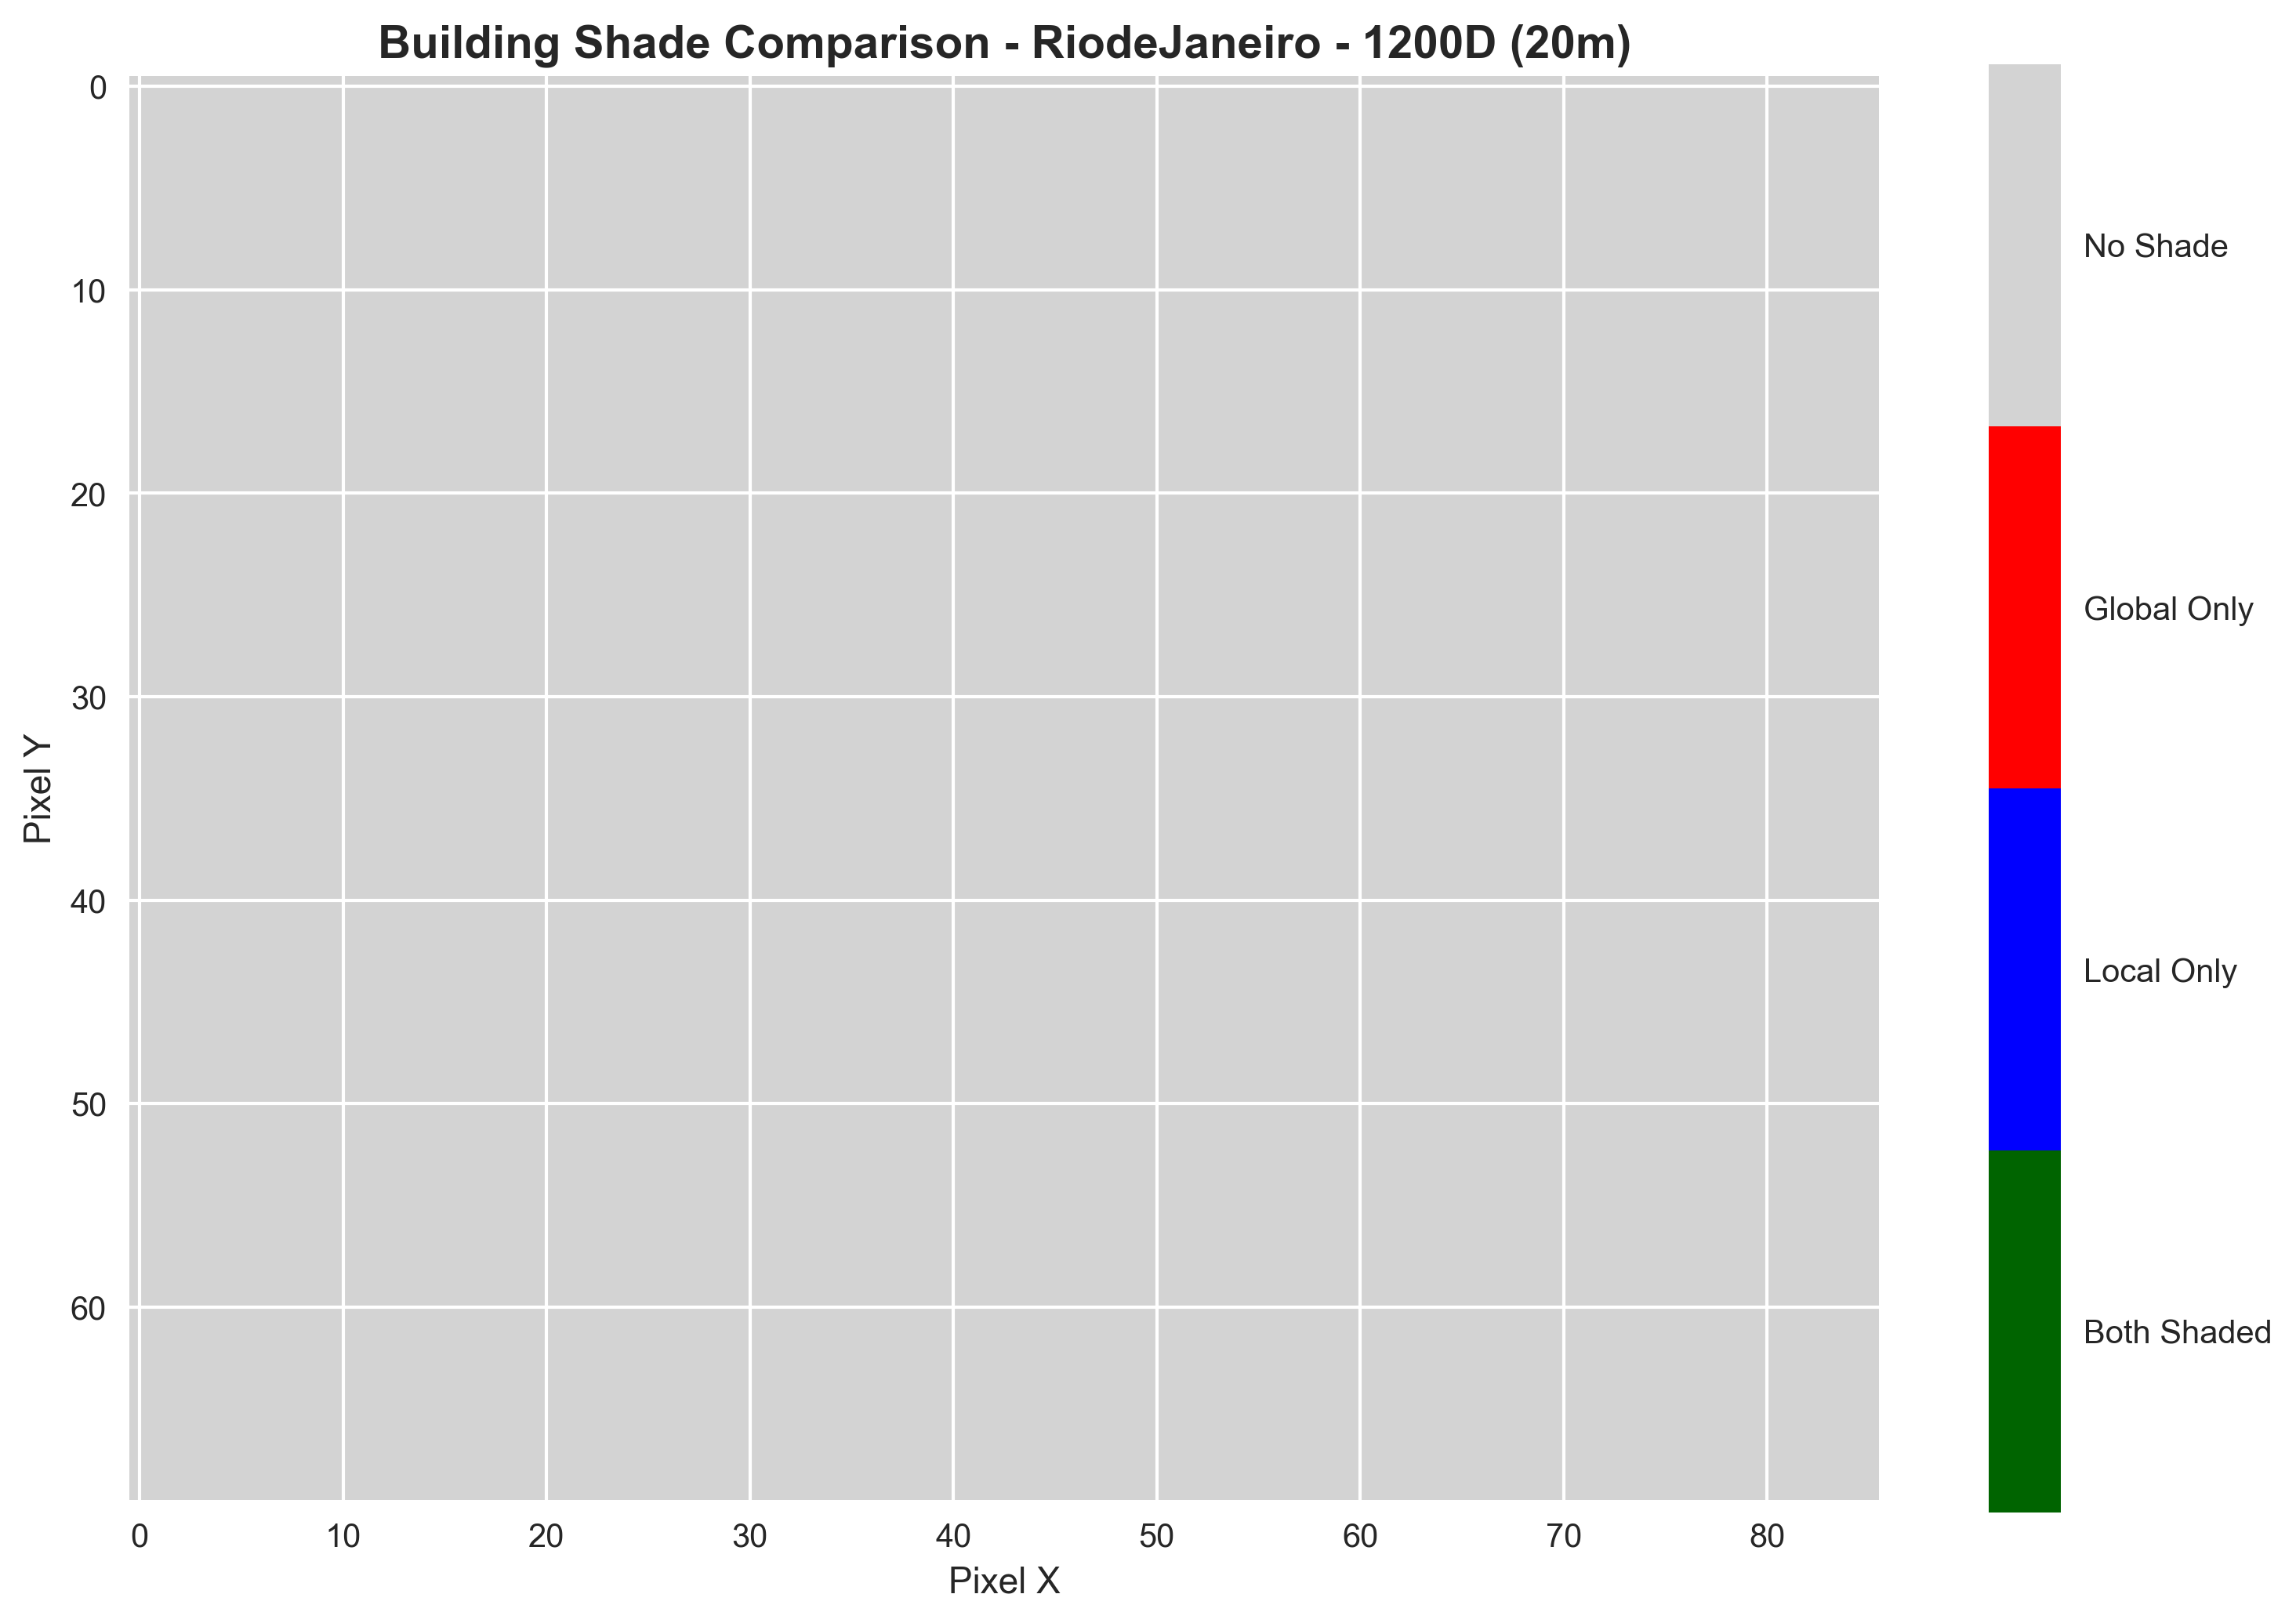 Building Shade Comparison - RiodeJaneiro - 1200D (20m)
0
10
20
30
40
50
60
Pixel Y
0 10 20 30 40 50 60 70 80
Pixel X
No Shade
Global Only
Local Only
Both Shaded